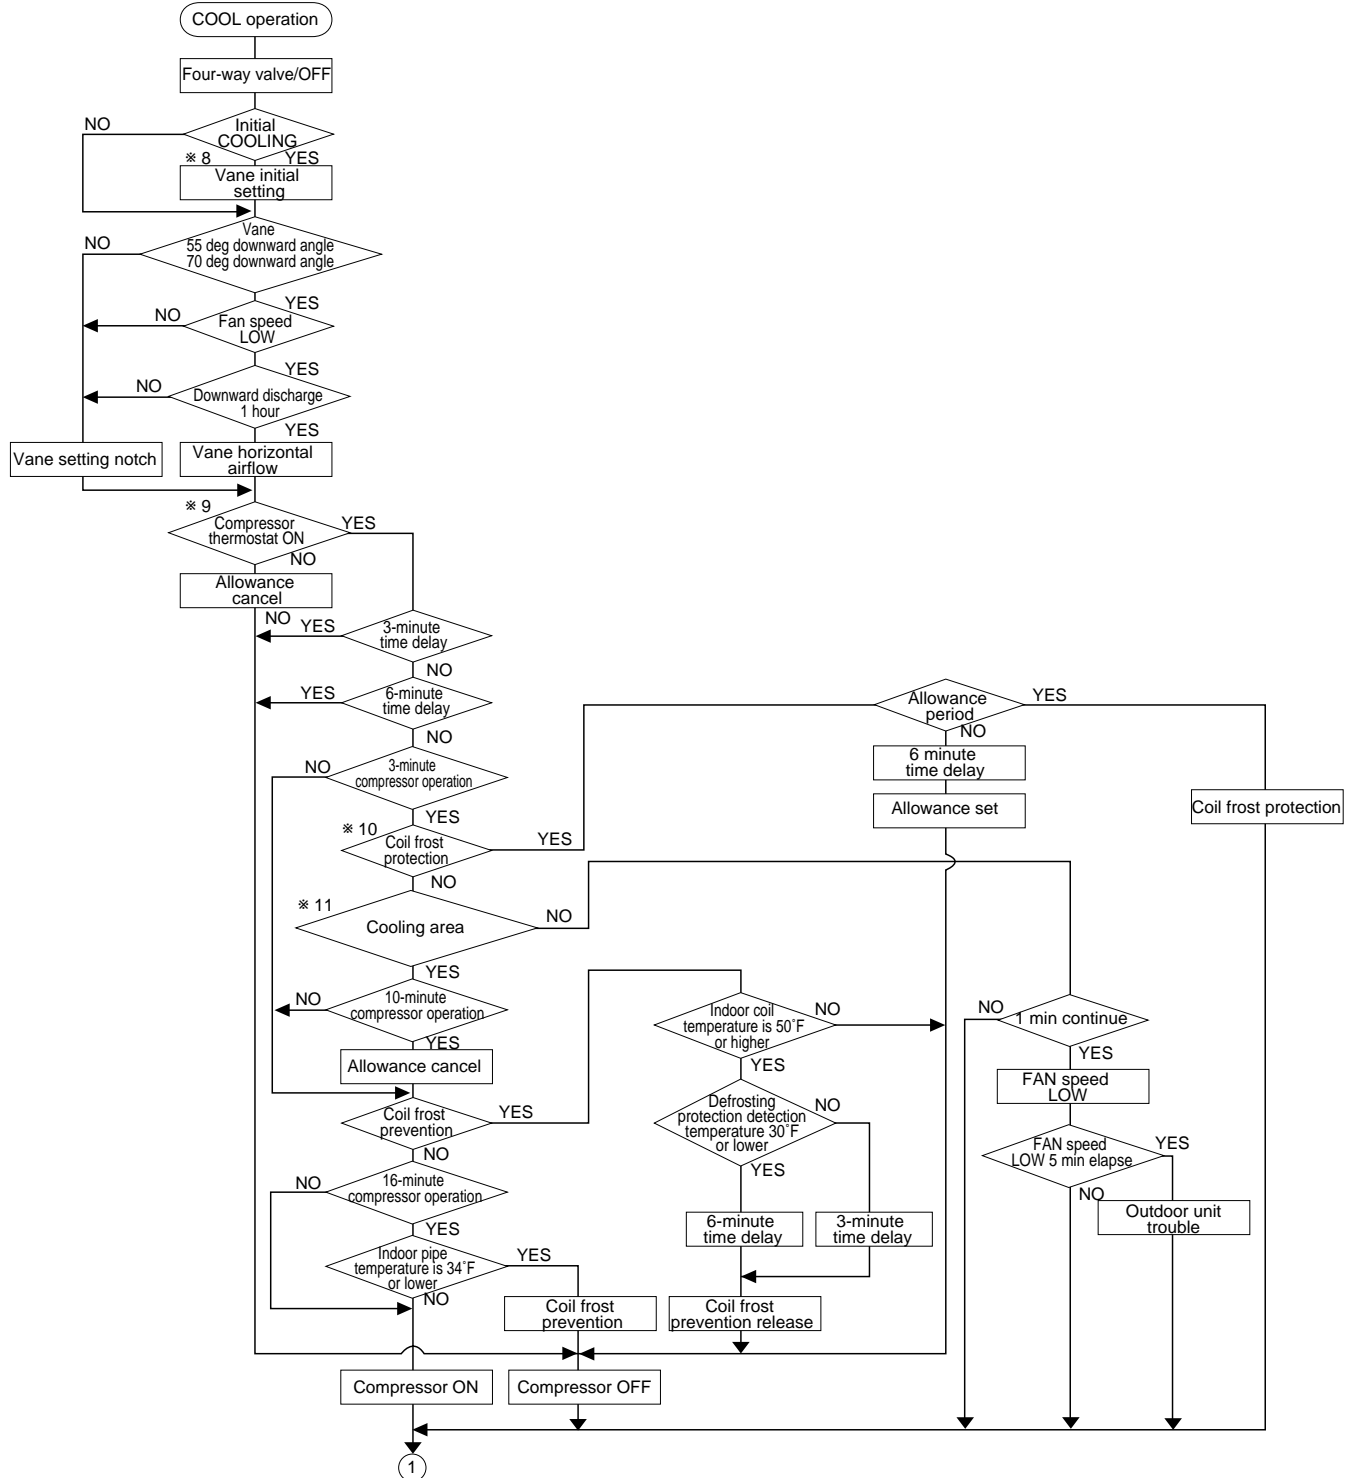 COOL operation
Four-way valve/OFF
NO
Initial
COOLING
※ 8
YES
Vane initial
setting
NO
Vane
55 deg downward angle
70 deg downward angle
YES
NO
Fan speed
LOW
YES
NO
Downward discharge
1 hour
YES
Vane setting notch
Vane horizontal
airflow
※ 9
Compressor
thermostat ON
YES
NO
Allowance
cancel
NO
YES
3-minute
time delay
NO
YES
6-minute
time delay
NO
Allowance
period
YES
NO
6 minute
time delay
Allowance set
Coil frost protection
NO
3-minute
compressor operation
YES
※ 10
Coil frost
protection
YES
NO
※ 11
Cooling area
NO
YES
NO
10-minute
compressor operation
YES
Allowance cancel
Indoor coil
temperature is 50˚F
or higher
NO
YES
NO
1 min continue
YES
FAN speed
LOW
Coil frost
prevention
YES
NO
Defrosting
protection detection
temperature 30˚F
or lower
NO
YES
FAN speed
LOW 5 min elapse
YES
NO
Outdoor unit
trouble
NO
16-minute
compressor operation
YES
6-minute
time delay
3-minute
time delay
Indoor pipe
temperature is 34˚F
or lower
YES
NO
Coil frost
prevention
Coil frost
prevention release
Compressor ON
Compressor OFF
1